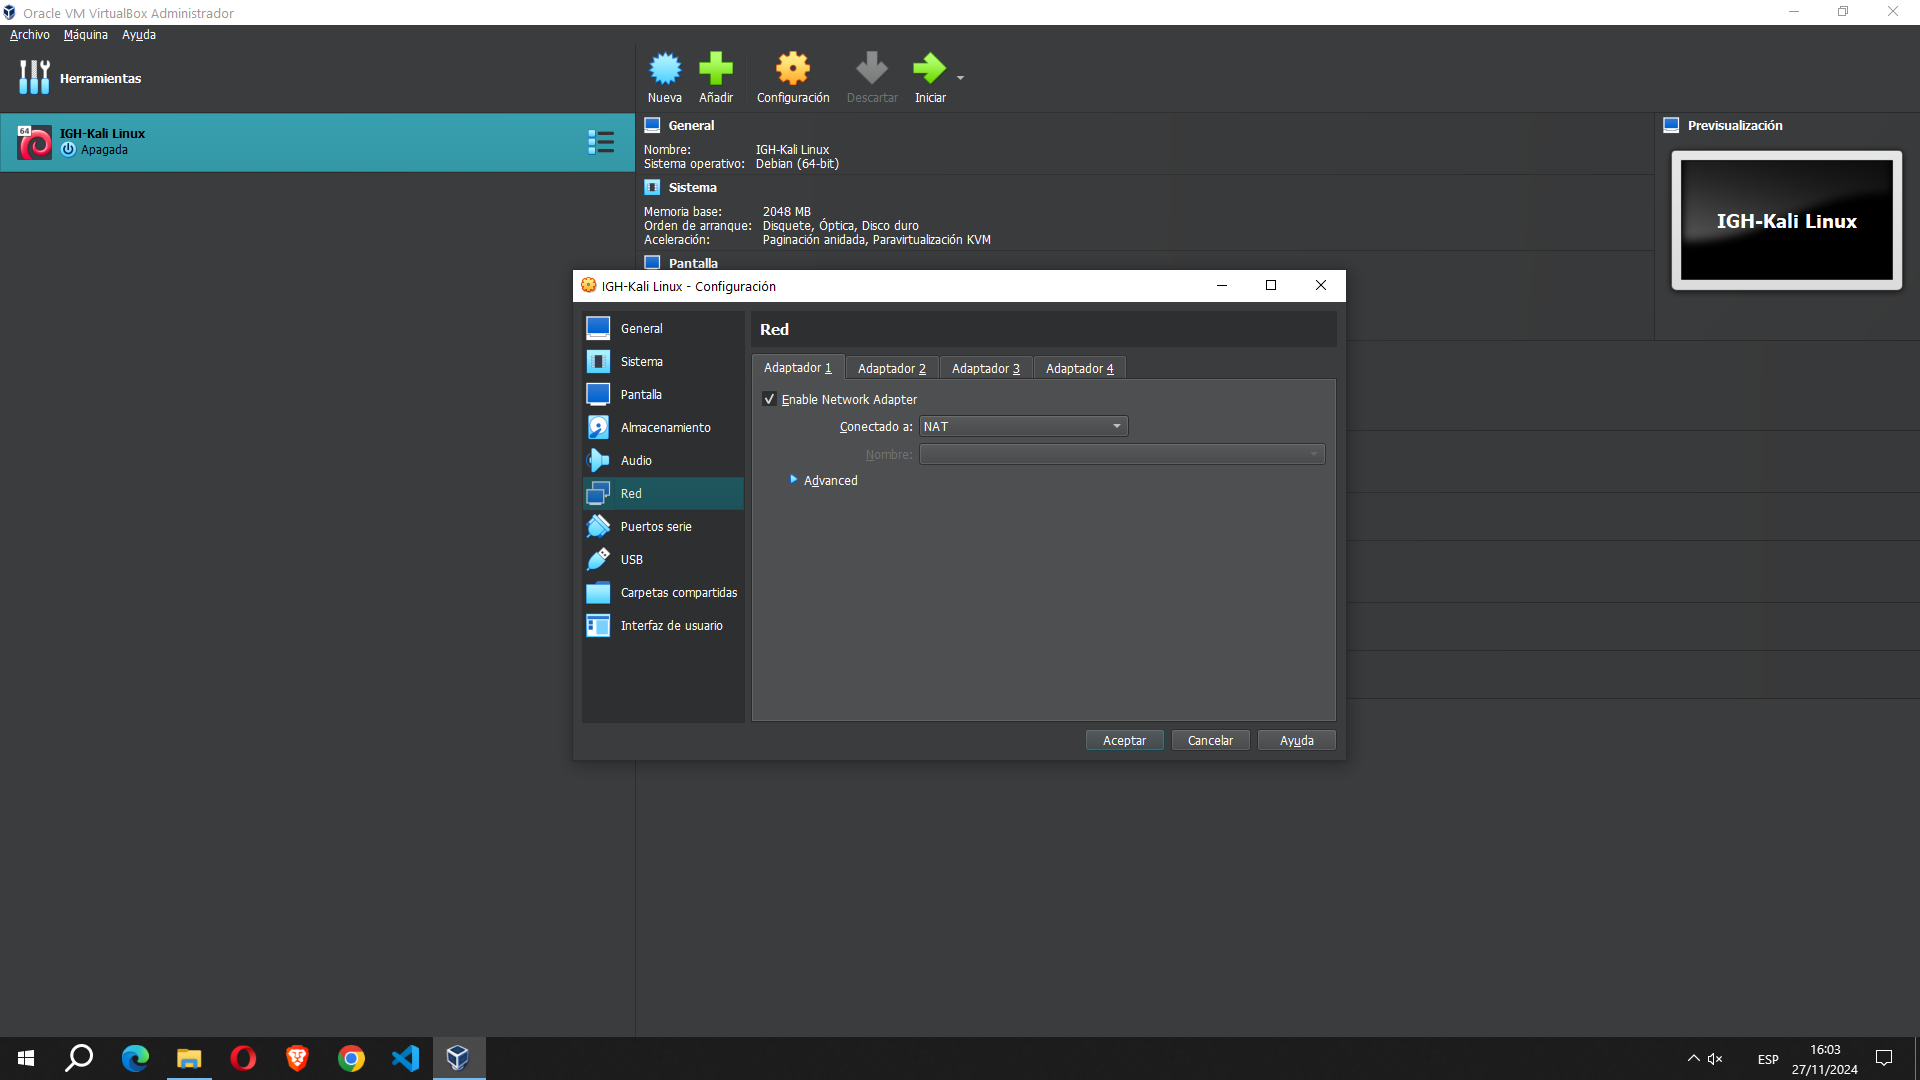 Oracle VM VirtualBox Administrador
Archivo Máquina Ayuda
Herramientas
Nueva Añadir Configuración Descartar Iniciar
64
IGH-Kali Linux
Apagada
General
Nombre: IGH-Kali Linux
Sistema operativo: Debian (64-bit)
Sistema
Memoria base: 2048 MB
Orden de arranque: Disquete, Óptica, Disco duro
Aceleración: Paginación anidada, Paravirtualización KVM
Pantalla
Previsualización
IGH-Kali Linux
IGH-Kali Linux - Configuración
General
Sistema
Pantalla
Almacenamiento
Audio
Red
Puertos serie
USB
Carpetas compartidas
Interfaz de usuario
Red
Adaptador 1 Adaptador 2 Adaptador 3 Adaptador 4
Enable Network Adapter
Conectado a: NAT
Nombre:
Advanced
Aceptar Cancelar Ayuda
ESP
16:03
27/11/2024